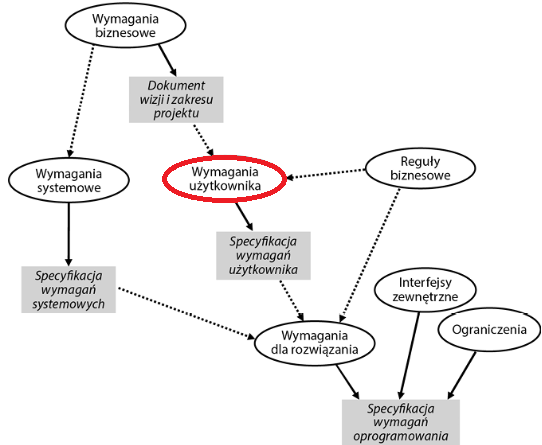 Wymagania
biznesowe
Dokument
wizji i zakresu
projektu
Wymagania
systemowe
Wymagania
użytkownika
Reguły
biznesowe
Specyfikacja
wymagań
użytkownika
Specyfikacja
wymagań
systemowych
Interfejsy
zewnętrzne
Ograniczenia
Wymagania
dla rozwiązania
Specyfikacja
wymagań
oprogramowania